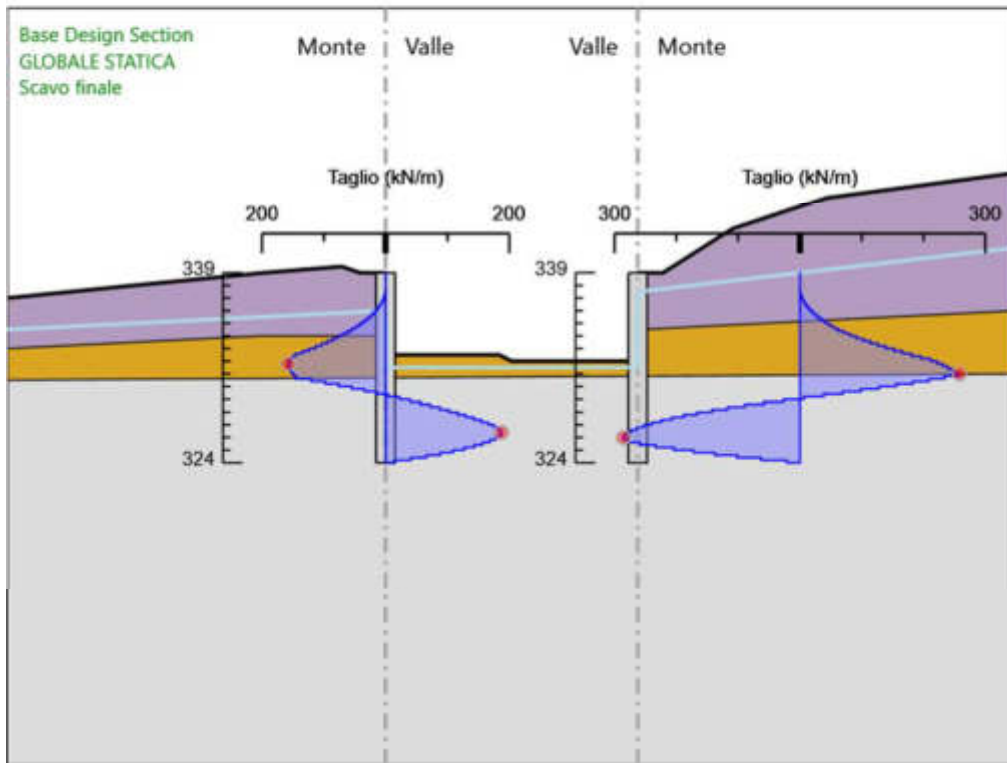 Base Design Section
GLOBALE STATICA
Scavo finale
Monte Valle Valle Monte
Taglio (kN/m) Taglio (kN/m)
200 200 300 300
339 339
324 324